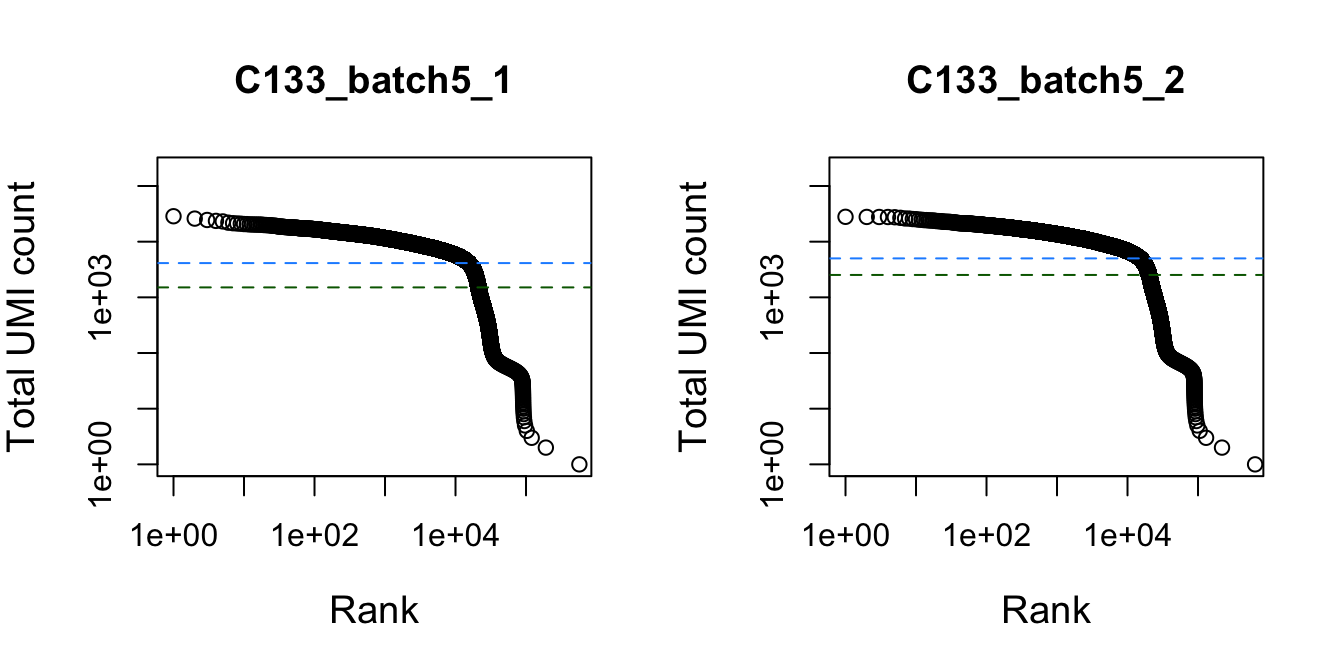 C133_batch5_1
Total UMI count
1e+03
1e+00
1e+00 1e+02 1e+04
Rank
C133_batch5_2
Total UMI count
1e+03
1e+00
1e+00 1e+02 1e+04
Rank